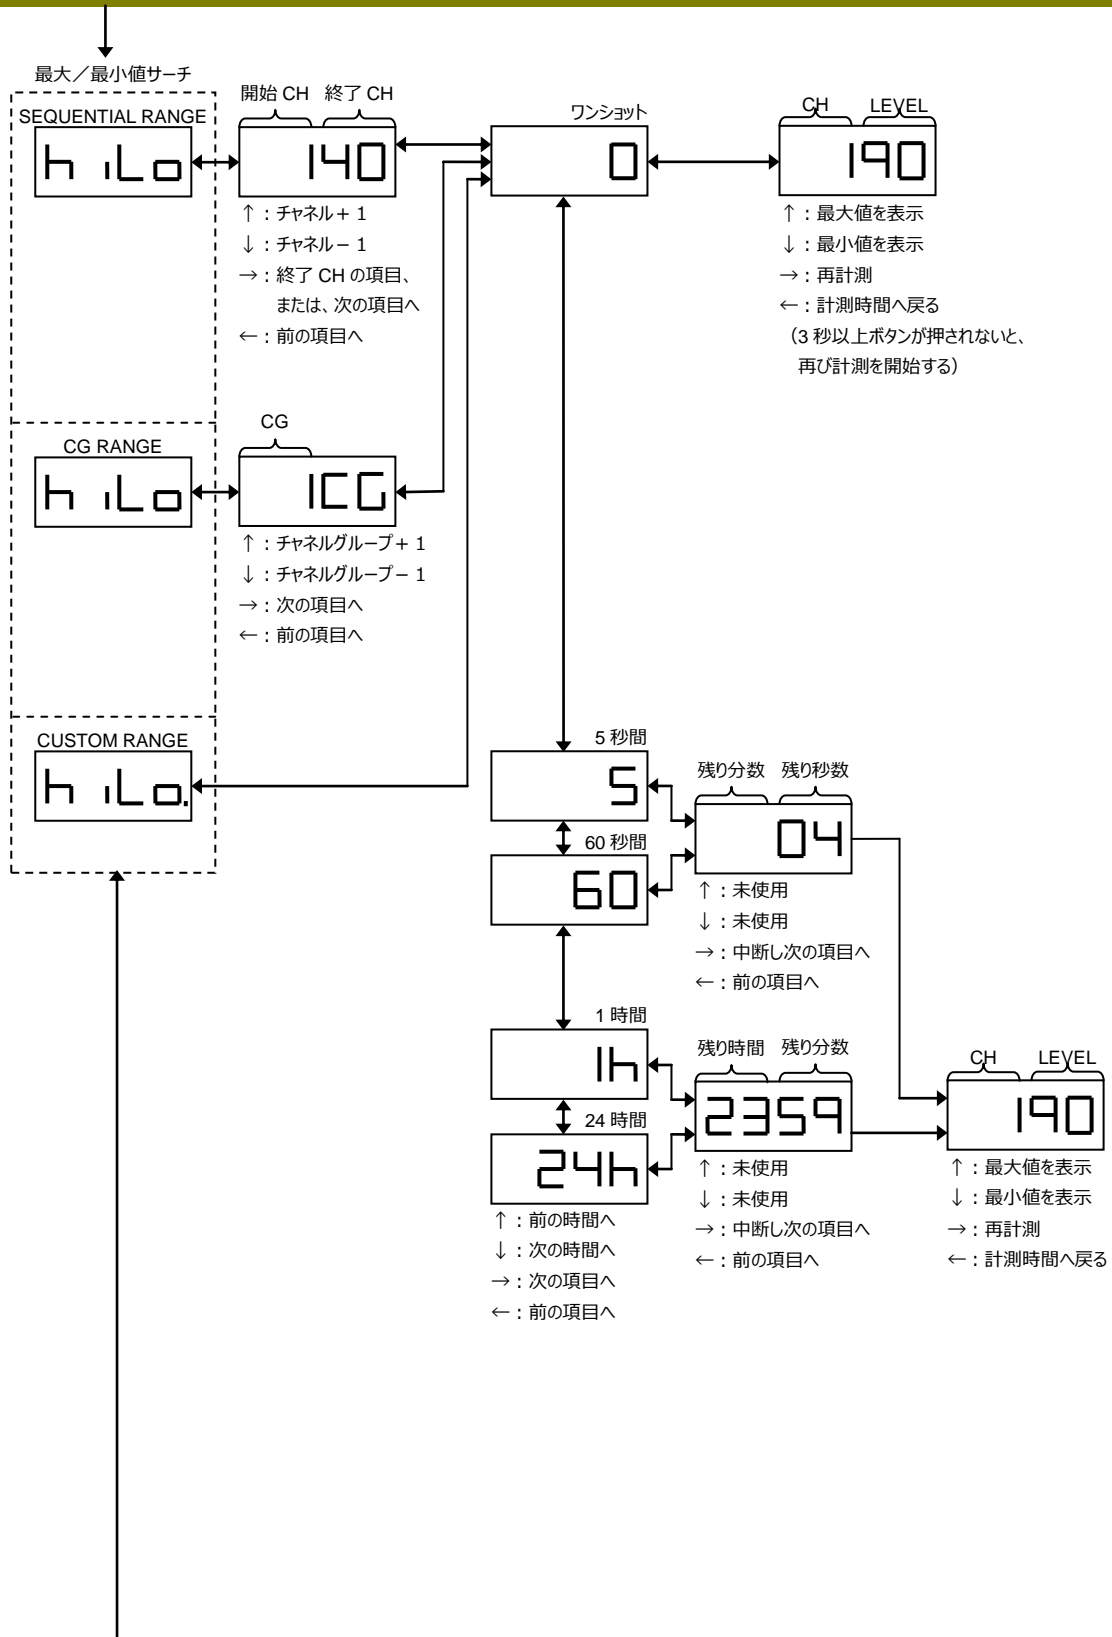 最大／最小値サーチ
SEQUENTIAL RANGE
hiLo
開始 CH 終了 CH
140
↑：チャネル＋ 1
↓：チャネル－ 1
→：終了 CH の項目、
または、次の項目へ
←：前の項目へ
ワンショット
0
CH LEVEL
190
↑：最大値を表示
↓：最小値を表示
→：再計測
←：計測時間へ戻る
（3 秒以上ボタンが押されないと、
再び計測を開始する）
CG RANGE
hiLo
CG
1CG
↑：チャネルグループ＋ 1
↓：チャネルグループ－ 1
→：次の項目へ
←：前の項目へ
CUSTOM RANGE
hiLo.
5 秒間
5
60 秒間
60
残り分数 残り秒数
04
↑：未使用
↓：未使用
→：中断し次の項目へ
←：前の項目へ
1 時間
1h
24 時間
24h
↑：前の時間へ
↓：次の時間へ
→：次の項目へ
←：前の項目へ
残り時間 残り分数
2359
↑：未使用
↓：未使用
→：中断し次の項目へ
←：前の項目へ
CH LEVEL
190
↑：最大値を表示
↓：最小値を表示
→：再計測
←：計測時間へ戻る